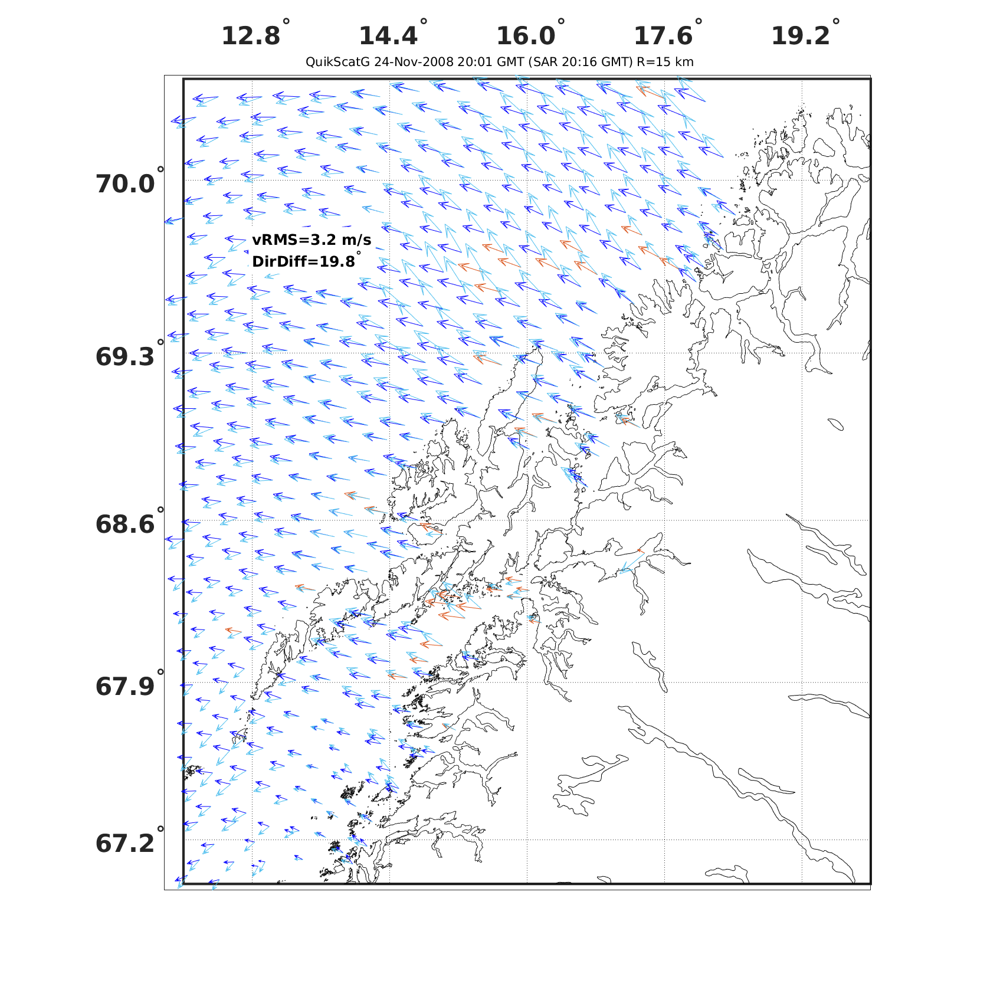 12.8° 14.4° 16.0° 17.6° 19.2°
QuikScatG 24-Nov-2008 20:01 GMT (SAR 20:16 GMT) R=15 km
70.0°
vRMS=3.2 m/s
DirDiff=19.8°
69.3°
68.6°
67.9°
67.2°